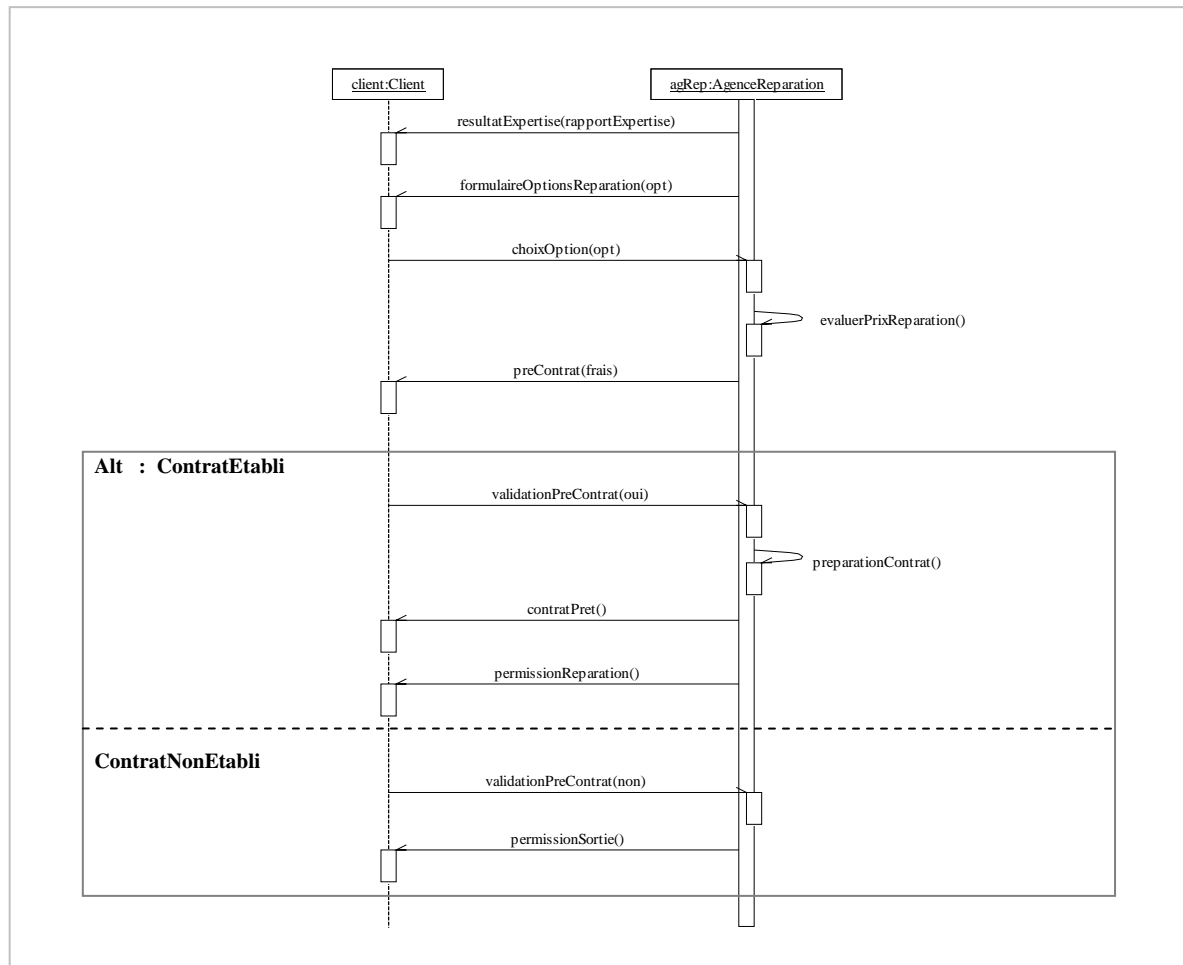 client:Client
agRep:AgenceReparation
resultatExpertise(rapportExpertise)
formulaireOptionsReparation(opt)
choixOption(opt)
evaluerPrixReparation()
preContrat(frais)
Alt : ContratEtabli
validationPreContrat(oui)
preparationContrat()
contratPret()
permissionReparation()
ContratNonEtabli
validationPreContrat(non)
permissionSortie()